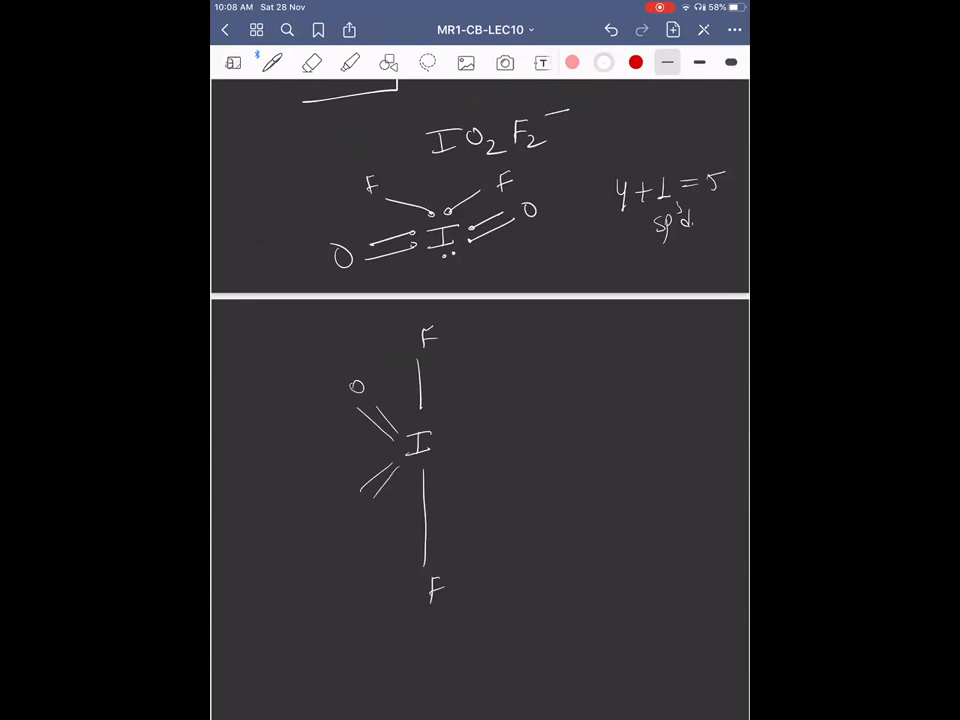 10:08 AM Sat 28 Nov
58%
MR1-CB-LEC10
T
IO₂F₂⁻
F F
4+1=5
sp³d
O I O
F
O
I
F